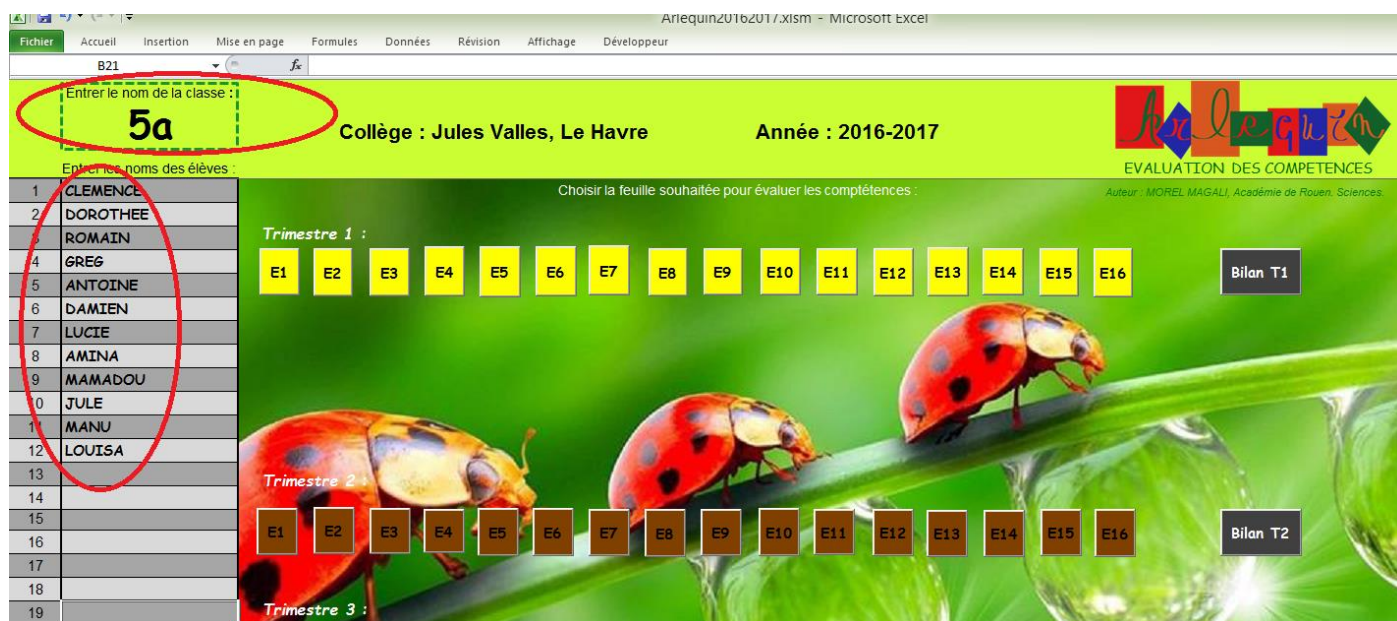 Arlequin20162017.xlsm - Microsoft Excel
Fichier Accueil Insertion Mise en page Formules Données Révision Affichage Développeur
B21 fx
Entrer le nom de la classe :
5a
Collège : Jules Valles, Le Havre Année : 2016-2017
Arlequin
EVALUATION DES COMPETENCES
Entrer les noms des élèves :
Choisir la feuille souhaitée pour évaluer les comptétences :
Auteur : MOREL MAGALI, Académie de Rouen, Sciences.
1 CLEMENCE
2 DOROTHEE
3 ROMAIN
4 GREG
5 ANTOINE
6 DAMIEN
7 LUCIE
8 AMINA
9 MAMADOU
10 JULE
11 MANU
12 LOUISA
13
14
15
16
17
18
19
Trimestre 1 :
E1 E2 E3 E4 E5 E6 E7 E8 E9 E10 E11 E12 E13 E14 E15 E16 Bilan T1
Trimestre 2 :
E1 E2 E3 E4 E5 E6 E7 E8 E9 E10 E11 E12 E13 E14 E15 E16 Bilan T2
Trimestre 3 :